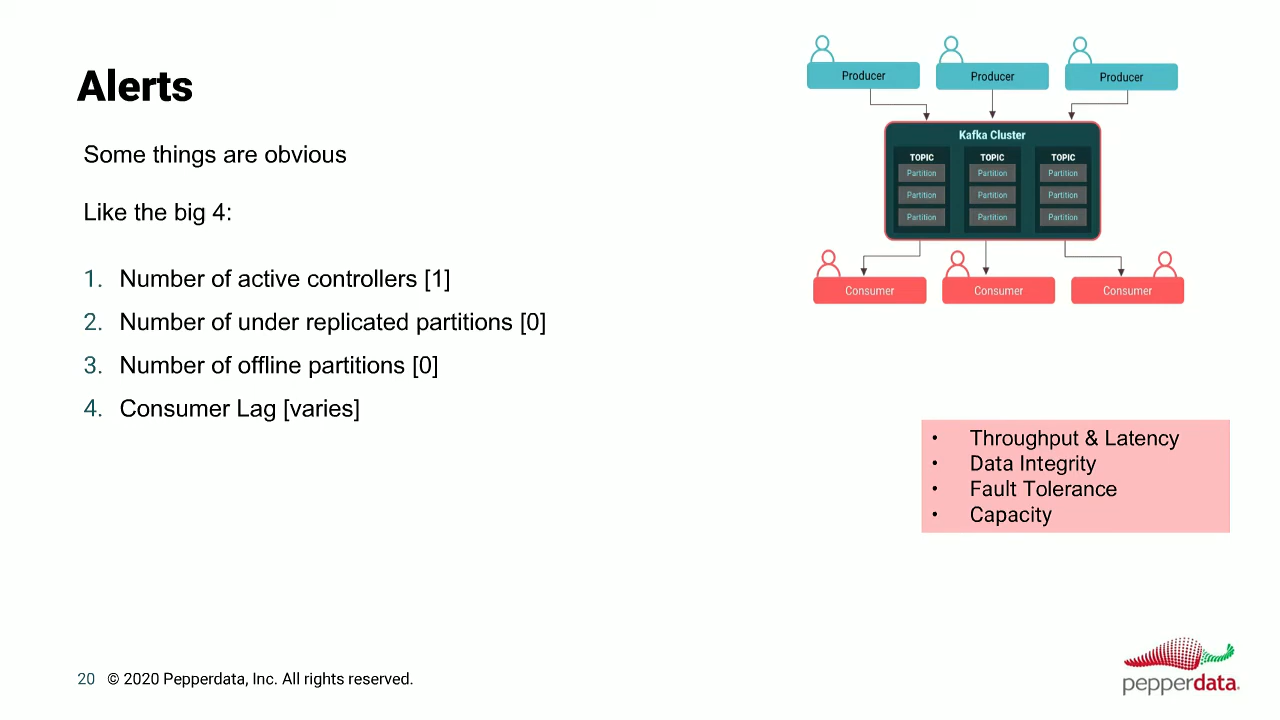 Alerts
Some things are obvious
Like the big 4:
1. Number of active controllers [1]
2. Number of under replicated partitions [0]
3. Number of offline partitions [0]
4. Consumer Lag [varies]
Producer Producer Producer
Kafka Cluster
TOPIC TOPIC TOPIC
Partition Partition Partition
Partition Partition Partition
Partition Partition Partition
Consumer Consumer Consumer
• Throughput & Latency
• Data Integrity
• Fault Tolerance
• Capacity
20 © 2020 Pepperdata, Inc. All rights reserved.
pepperdata.